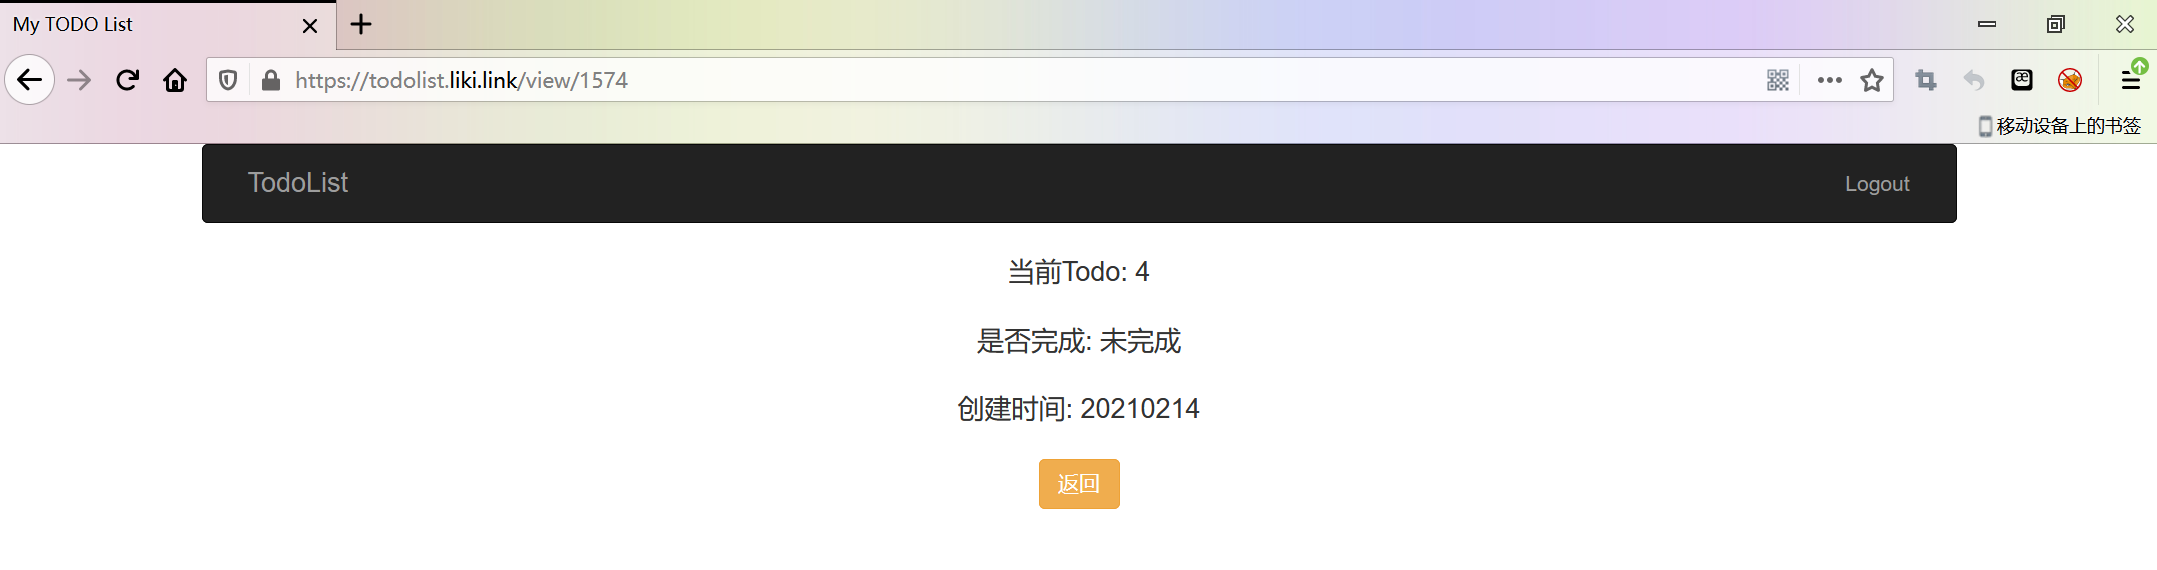 My TODO List
https://todolist.liki.link/view/1574
æ
移动设备上的书签
TodoList
Logout
当前Todo: 4
是否完成: 未完成
创建时间: 20210214
返回